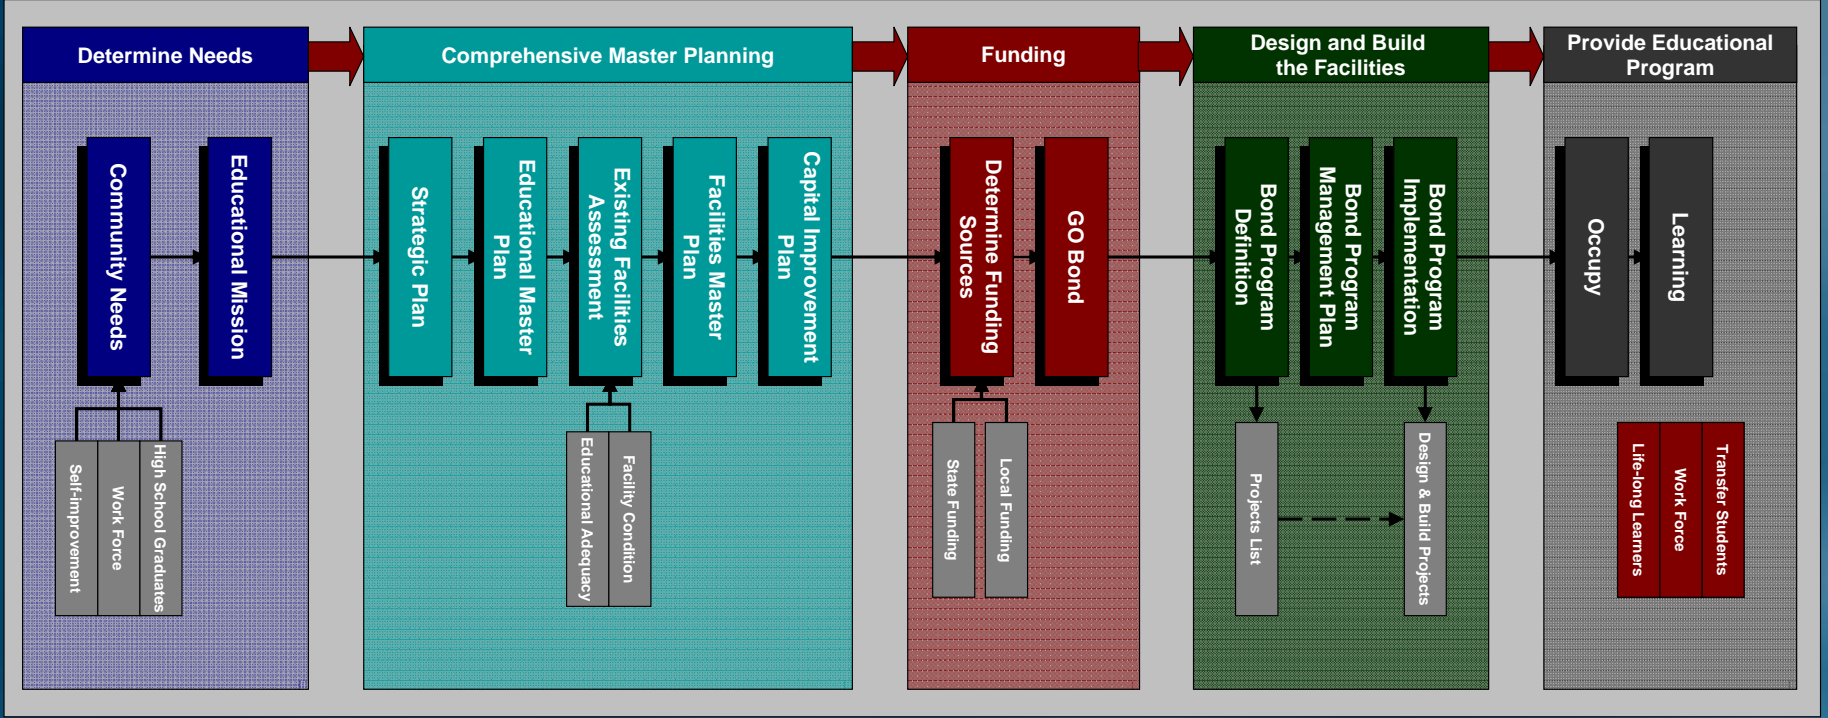 Determine Needs
Comprehensive Master Planning
Funding
Design and Build
the Facilities
Provide Educational
Program
Community Needs
Educational Mission
Strategic Plan
Educational Master
Plan
Existing Facilities
Assessment
Facilities Master
Plan
Capital Improvement
Plan
Determine Funding
Sources
GO Bond
Bond Program
Definition
Bond Program
Management Plan
Bond Program
Implementation
Occupy
Learning
Self-improvement
Work Force
High School Graduates
Educational Adequacy
Facility Condition
State Funding
Local Funding
Projects List
Design & Build Projects
Life-long Learners
Work Force
Transfer Students